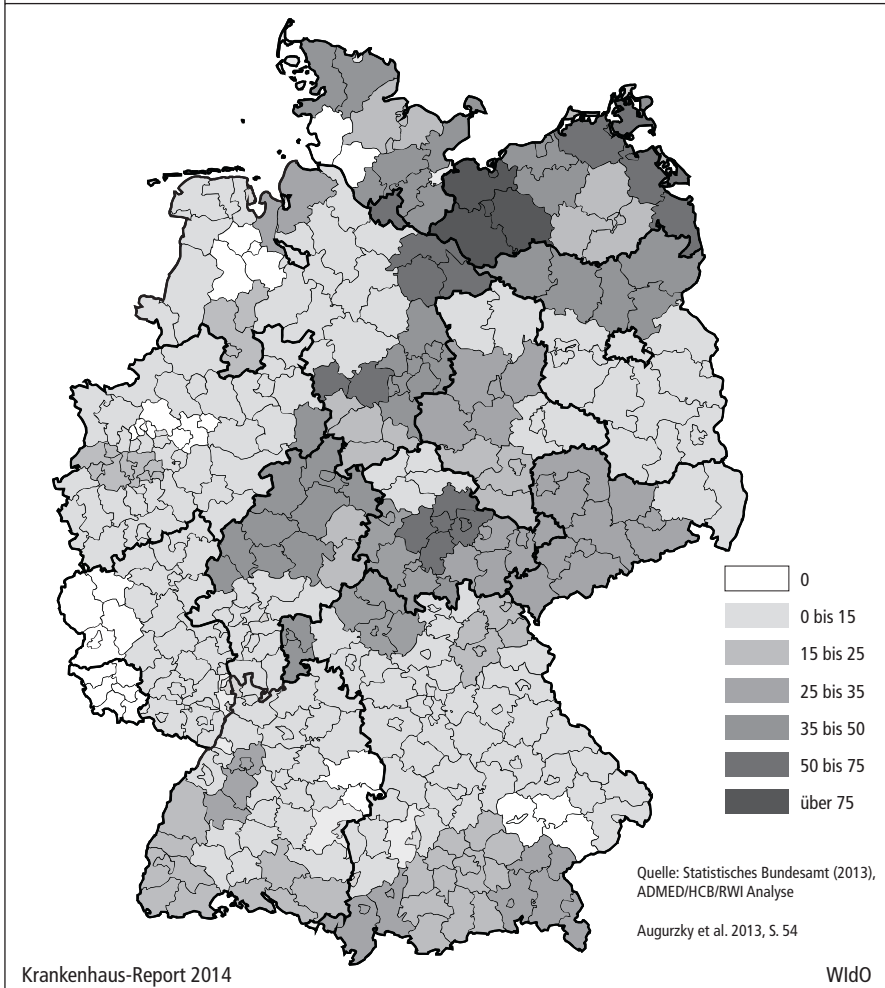 0
0 bis 15
15 bis 25
25 bis 35
35 bis 50
50 bis 75
über 75
Quelle: Statistisches Bundesamt (2013),
ADMED/HCB/RWI Analyse
Augurzky et al. 2013, S. 54
Krankenhaus-Report 2014
WIdO